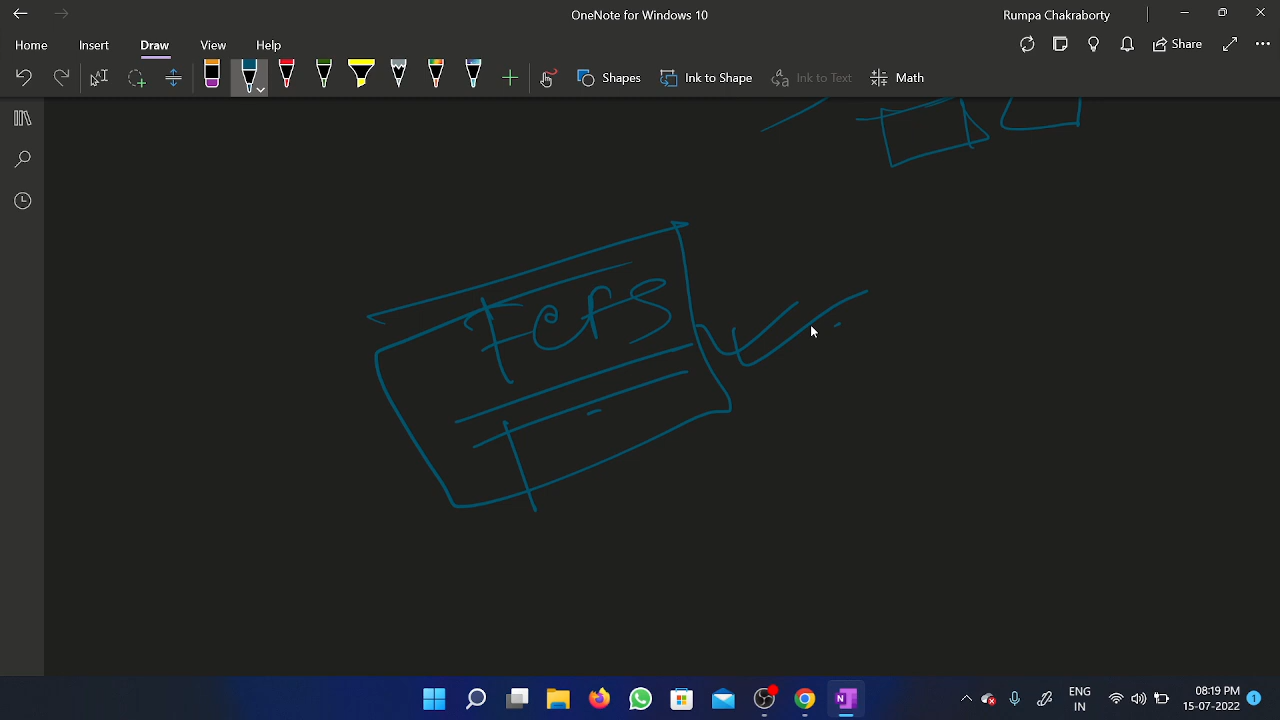 OneNote for Windows 10
Rumpa Chakraborty
Home Insert Draw View Help
Share
Shapes Ink to Shape Ink to Text Math
FCFS
ENG
IN
08:19 PM
15-07-2022
1